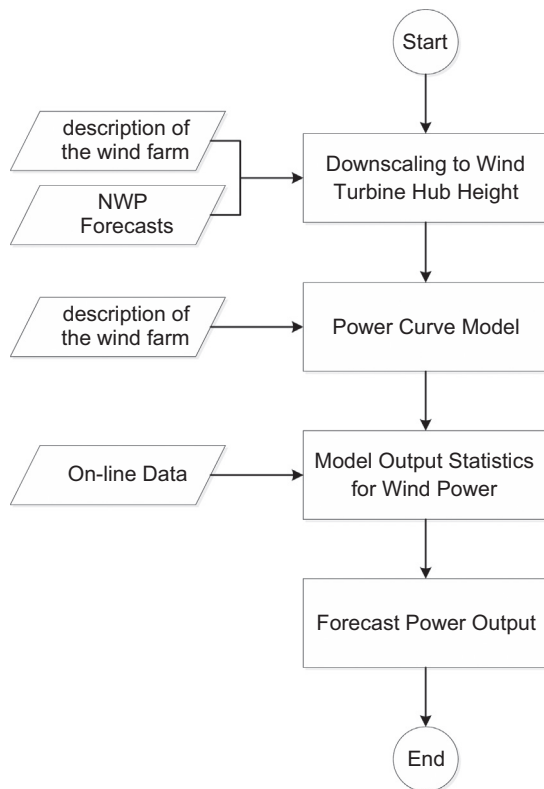 Start
description of
the wind farm
NWP
Forecasts
Downscaling to Wind
Turbine Hub Height
description of
the wind farm
Power Curve Model
On-line Data
Model Output Statistics
for Wind Power
Forecast Power Output
End